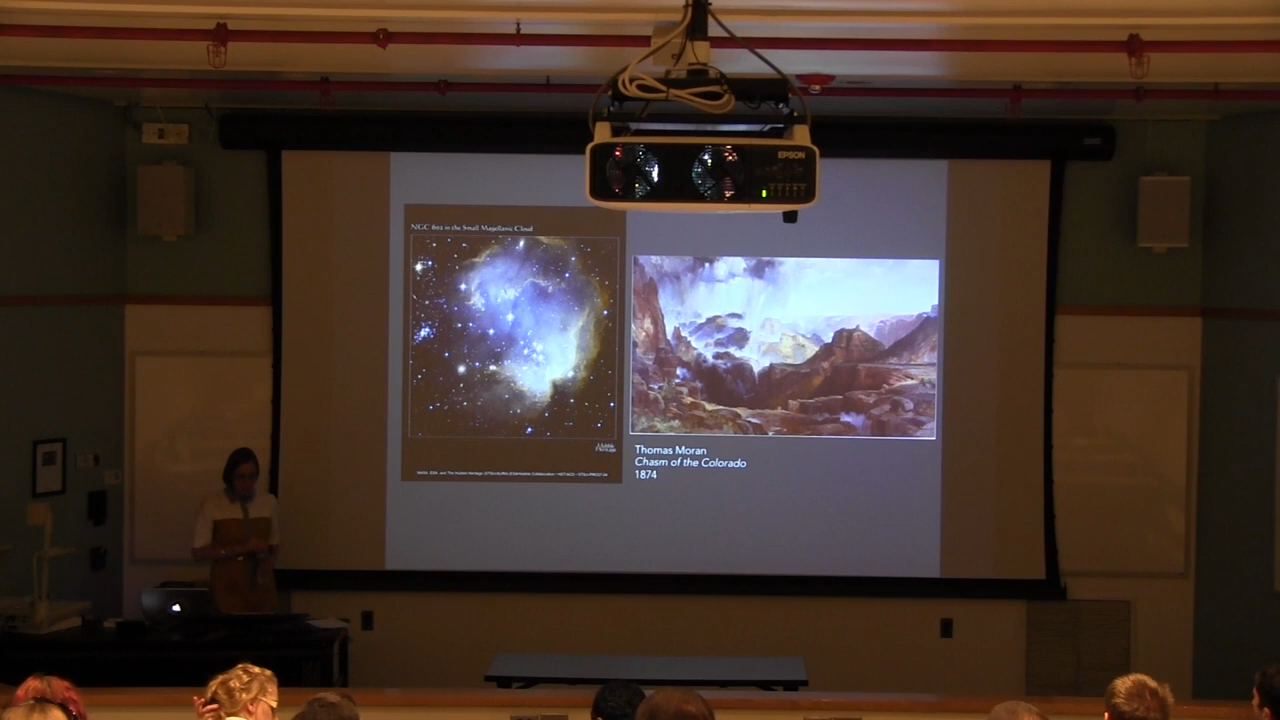 EPSON
NGC 602 in the Small Magellanic Cloud
Thomas Moran
Chasm of the Colorado
1874